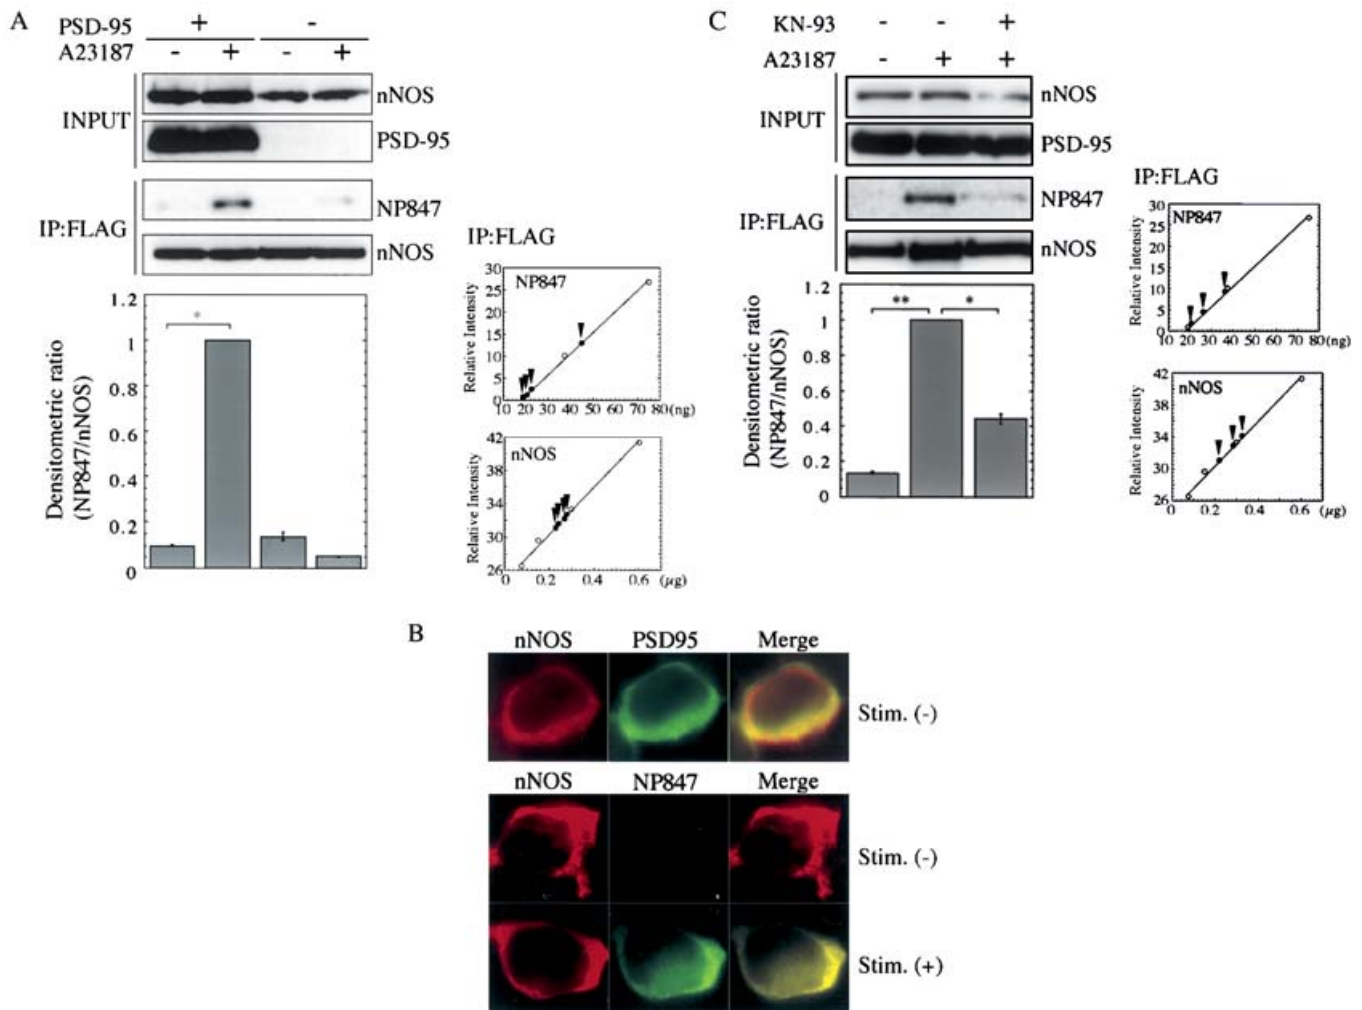 A
PSD-95 + -
A23187 - + - +
INPUT
nNOS
PSD-95
IP:FLAG
NP847
nNOS
Densitometric ratio
(NP847/nNOS)
1.2
1
0.8
0.6
0.4
0.2
0
*
IP:FLAG
NP847
Relative Intensity
30
25
20
15
10
5
0
10 20 30 40 50 60 70 80(ng)
nNOS
Relative Intensity
42
38
34
30
26
0 0.2 0.4 0.6 (µg)
C
KN-93 - - +
A23187 - + +
INPUT
nNOS
PSD-95
IP:FLAG
NP847
nNOS
Densitometric ratio
(NP847/nNOS)
1.2
1
0.8
0.6
0.4
0.2
0
** *
IP:FLAG
NP847
Relative Intensity
30
25
20
15
10
5
0
10 20 30 40 50 60 70 80(ng)
nNOS
Relative Intensity
42
38
34
30
26
0 0.2 0.4 0.6 (µg)
B
nNOS PSD95 Merge
Stim. (-)
nNOS NP847 Merge
Stim. (-)
Stim. (+)